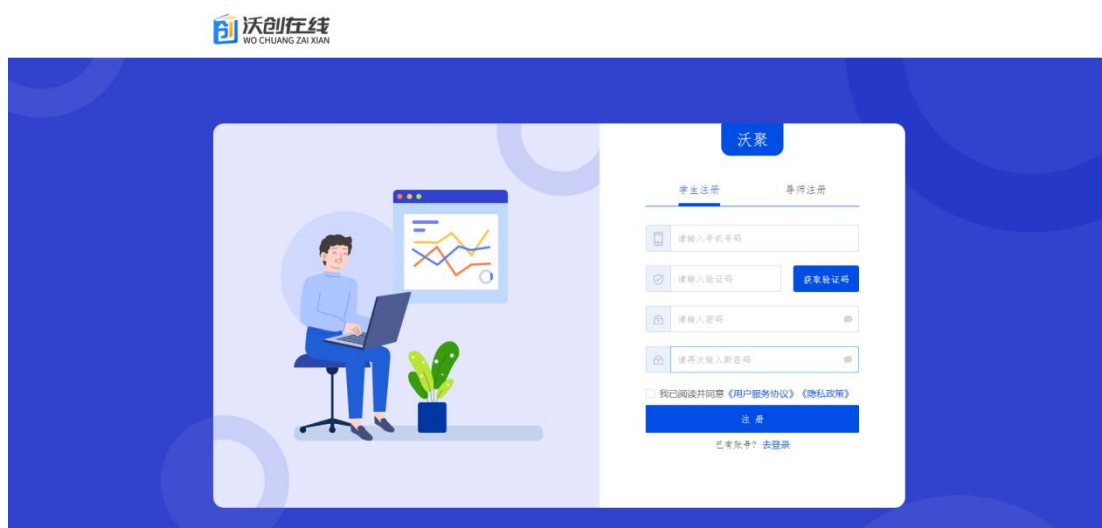 沃创在线
WO CHUANG ZAI XIAN
沃聚
学生注册 导师注册
请输入手机号码
请输入验证码 获取验证码
请输入密码
请再次输入新密码
我已阅读并同意《用户服务协议》《隐私政策》
注 册
已有账号? 去登录